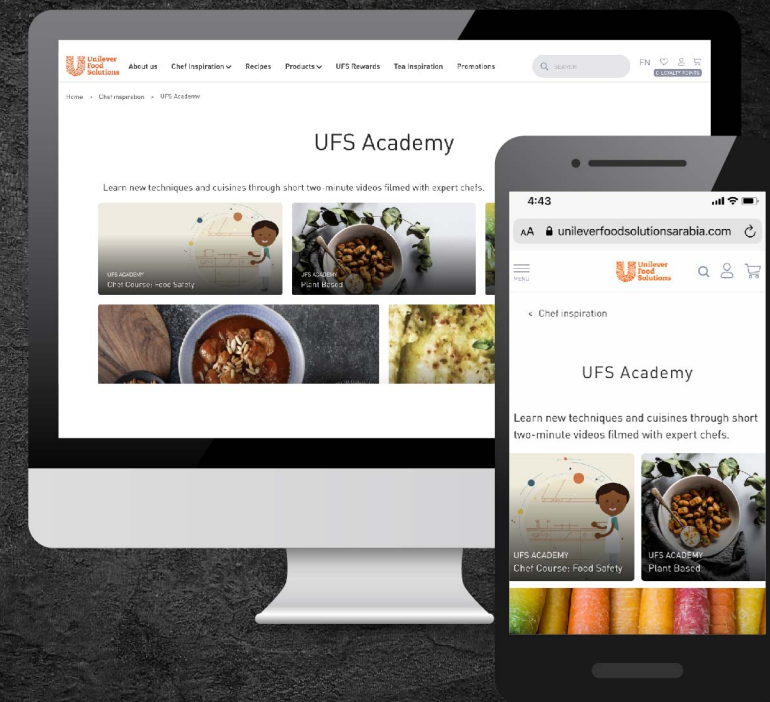 Unilever
Food
Solutions
About us
Chef Inspiration
Recipes
Products
UFS Rewards
Tea Inspiration
Promotions
SEARCH
EN
0 LOYALTY POINTS
Home > Chef inspiration > UFS Academy
UFS Academy
Learn new techniques and cuisines through short two-minute videos filmed with expert chefs.
UFS ACADEMY
Chef Course: Food Safety
UFS ACADEMY
Plant Based
4:43
AA unileverfoodsolutionsarabia.com
MENU
Unilever
Food
Solutions
< Chef inspiration
UFS Academy
Learn new techniques and cuisines through short
two-minute videos filmed with expert chefs.
UFS ACADEMY
Chef Course: Food Safety
UFS ACADEMY
Plant Based